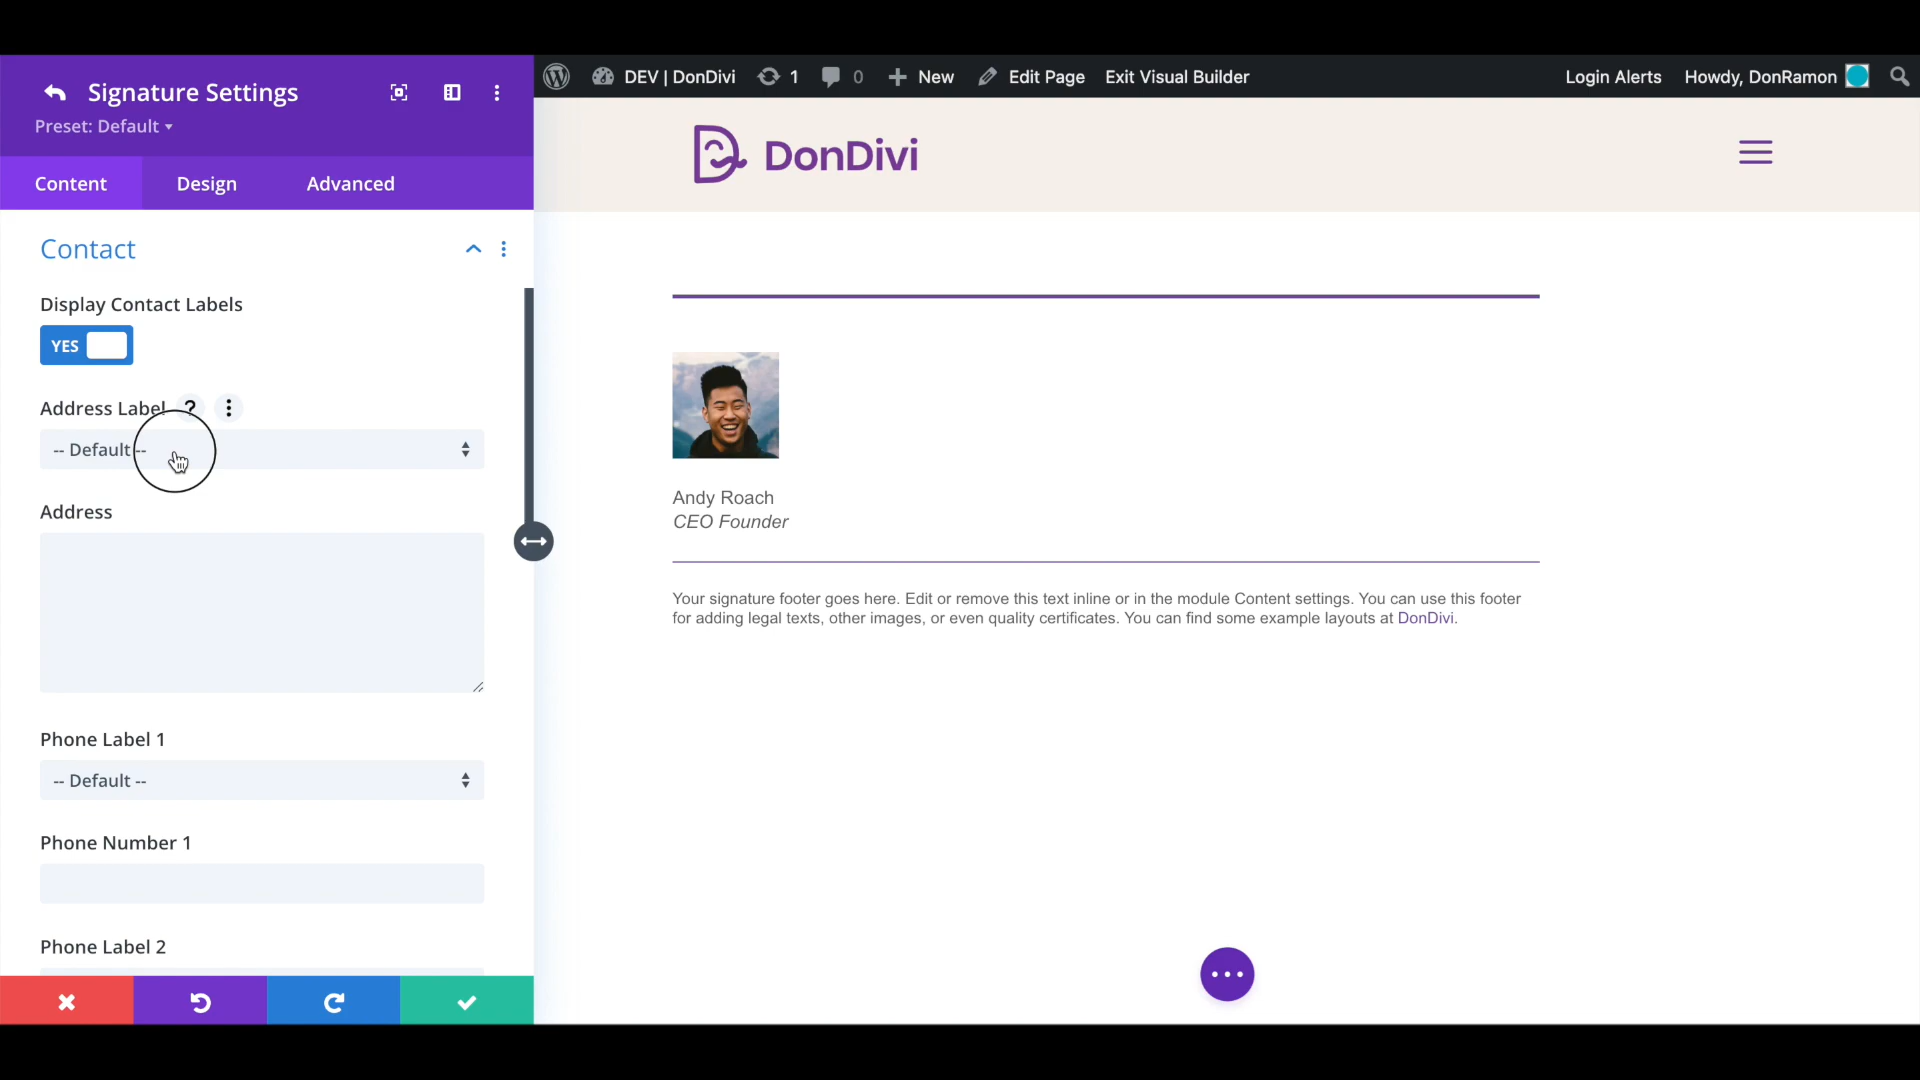 Signature Settings
Preset: Default
Content Design Advanced
Contact
Display Contact Labels
YES
Address Label ?
-- Default --
Address
Phone Label 1
-- Default --
Phone Number 1
Phone Label 2
DEV | DonDivi 1 0 New Edit Page Exit Visual Builder Login Alerts Howdy, DonRamon
DonDivi
Andy Roach
CEO Founder
Your signature footer goes here. Edit or remove this text inline or in the module Content settings. You can use this footer
for adding legal texts, other images, or even quality certificates. You can find some example layouts at DonDivi.